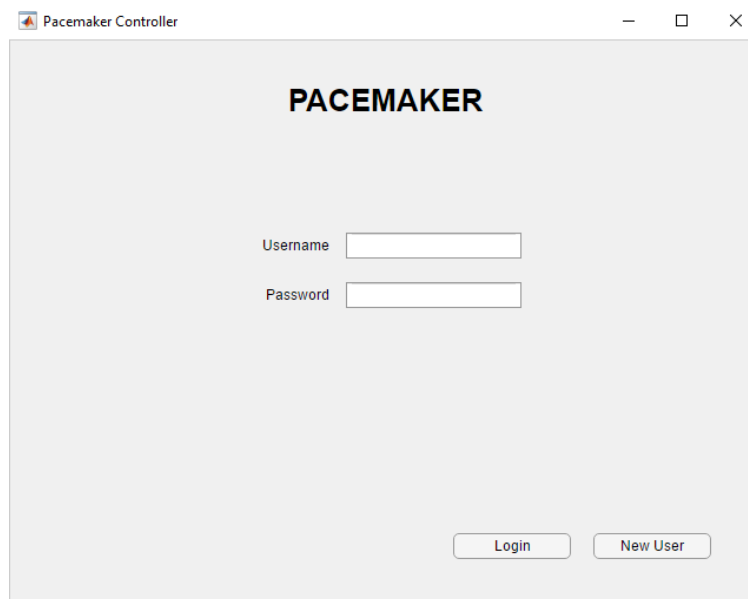 Pacemaker Controller
PACEMAKER
Username
Password
Login New User